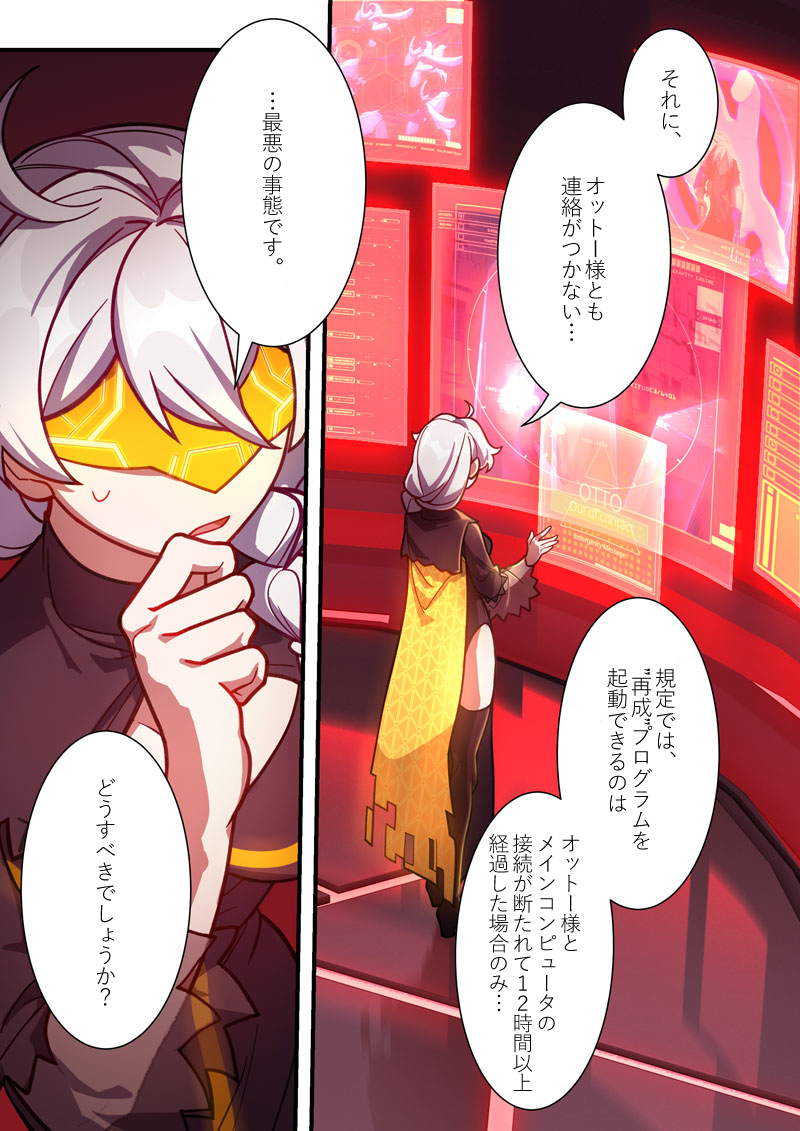 それに、
オットー様とも
連絡がつかない…
OTTO
Out of contact
規定では、
"再成"プログラムを
起動できるのは
オットー様と
メインコンピュータの
接続が断たれて12時間以上
経過した場合のみ…
…最悪の事態です。
どうすべきでしょうか？